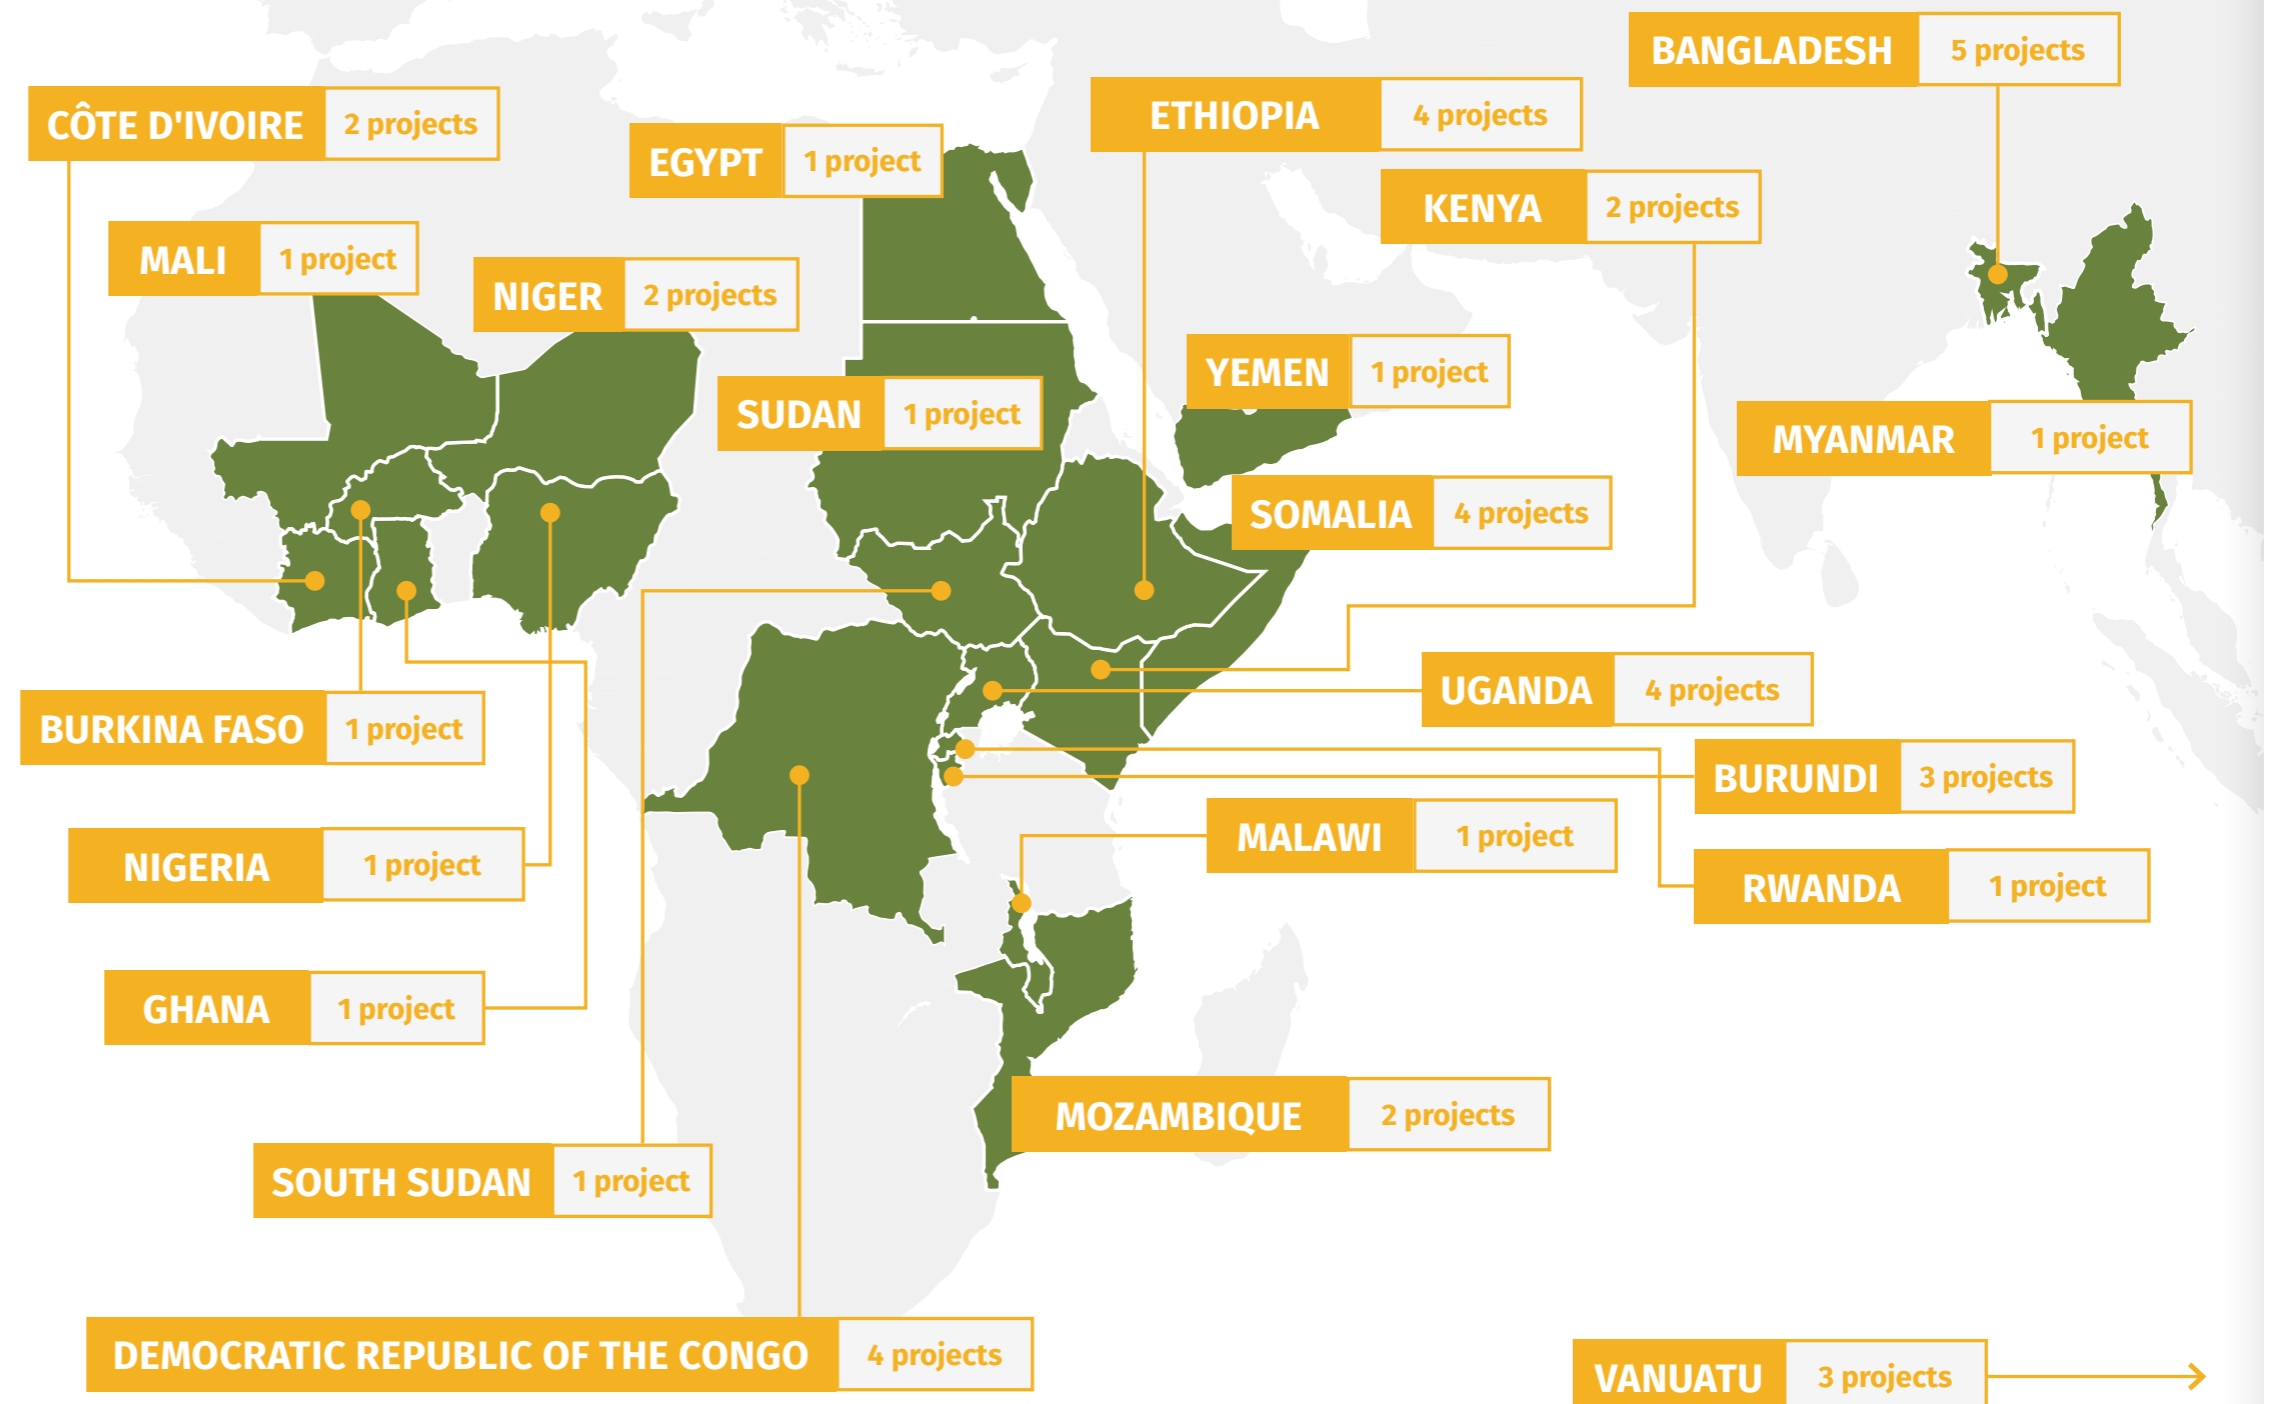 BANGLADESH 5 projects
ETHIOPIA 4 projects
CÔTE D'IVOIRE 2 projects
EGYPT 1 project
KENYA 2 projects
MALI 1 project
NIGER 2 projects
YEMEN 1 project
SUDAN 1 project
MYANMAR 1 project
SOMALIA 4 projects
UGANDA 4 projects
BURKINA FASO 1 project
BURUNDI 3 projects
MALAWI 1 project
NIGERIA 1 project
RWANDA 1 project
GHANA 1 project
MOZAMBIQUE 2 projects
SOUTH SUDAN 1 project
DEMOCRATIC REPUBLIC OF THE CONGO 4 projects
VANUATU 3 projects